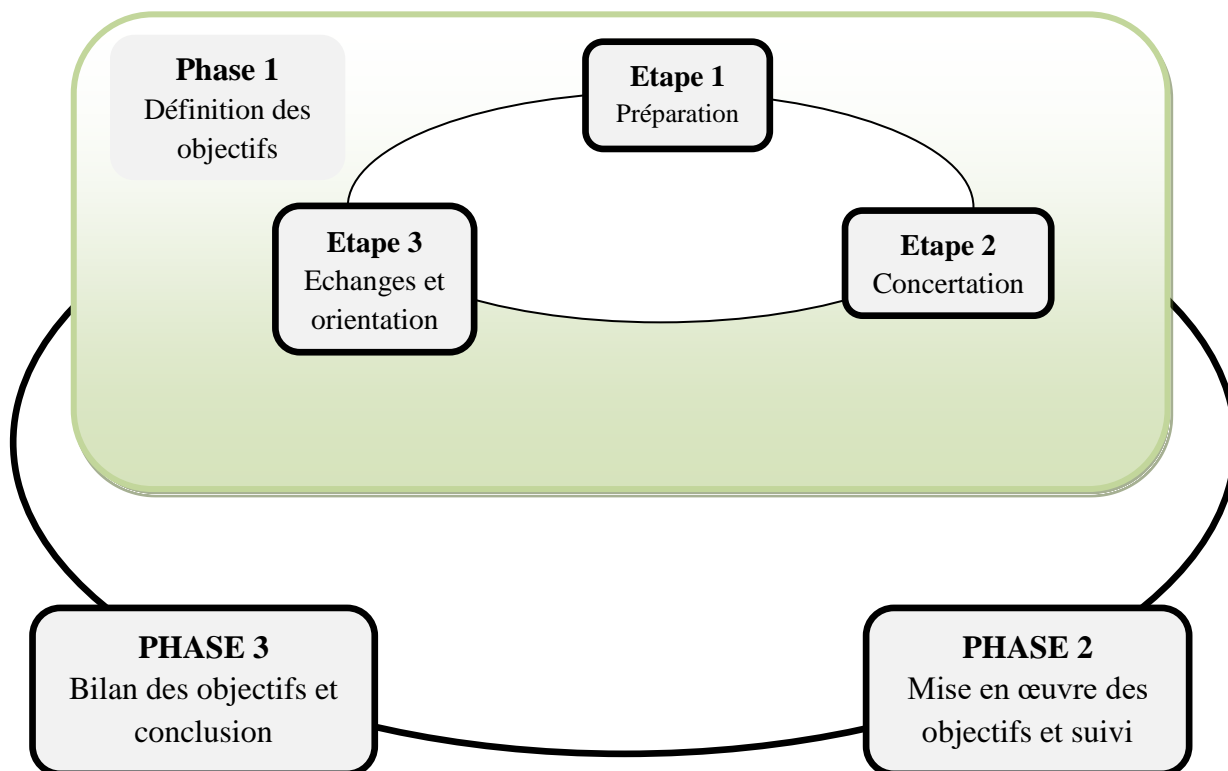 Phase 1
Définition des
objectifs
Etape 1
Préparation
Etape 3
Echanges et
orientation
Etape 2
Concertation
PHASE 3
Bilan des objectifs et
conclusion
PHASE 2
Mise en œuvre des
objectifs et suivi